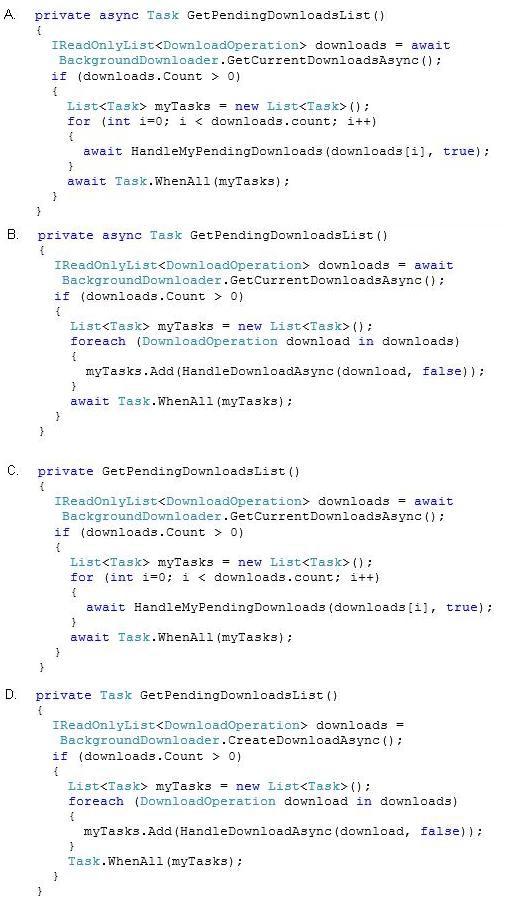 A. private async Task GetPendingDownloadsList()
{
IReadOnlyList<DownloadOperation> downloads = await
BackgroundDownloader.GetCurrentDownloadsAsync();
if (downloads.Count > 0)
{
List<Task> myTasks = new List<Task>();
for (int i=0; i < downloads.count; i++)
{
await HandleMyPendingDownloads(downloads[i], true);
}
await Task.WhenAll(myTasks);
}
}
B. private async Task GetPendingDownloadsList()
{
IReadOnlyList<DownloadOperation> downloads = await
BackgroundDownloader.GetCurrentDownloadsAsync();
if (downloads.Count > 0)
{
List<Task> myTasks = new List<Task>();
foreach (DownloadOperation download in downloads)
{
myTasks.Add(HandleDownloadAsync(download, false));
}
await Task.WhenAll(myTasks);
}
}
C. private GetPendingDownloadsList()
{
IReadOnlyList<DownloadOperation> downloads = await
BackgroundDownloader.GetCurrentDownloadsAsync();
if (downloads.Count > 0)
{
List<Task> myTasks = new List<Task>();
for (int i=0; i < downloads.count; i++)
{
await HandleMyPendingDownloads(downloads[i], true);
}
await Task.WhenAll(myTasks);
}
}
D. private Task GetPendingDownloadsList()
{
IReadOnlyList<DownloadOperation> downloads =
BackgroundDownloader.CreateDownloadAsync();
if (downloads.Count > 0)
{
List<Task> myTasks = new List<Task>();
foreach (DownloadOperation download in downloads)
{
myTasks.Add(HandleDownloadAsync(download, false));
}
Task.WhenAll(myTasks);
}
}